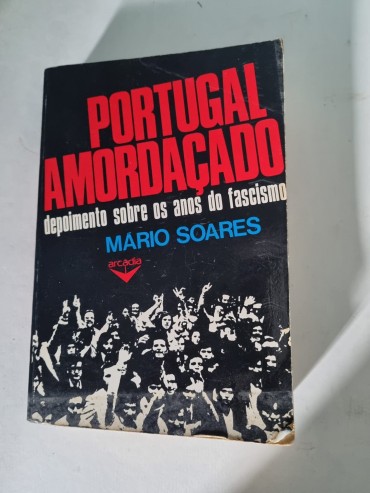 PORTUGAL
AMORDAÇADO
depoimento sobre os anos do fascismo
MÁRIO SOARES
arcádia